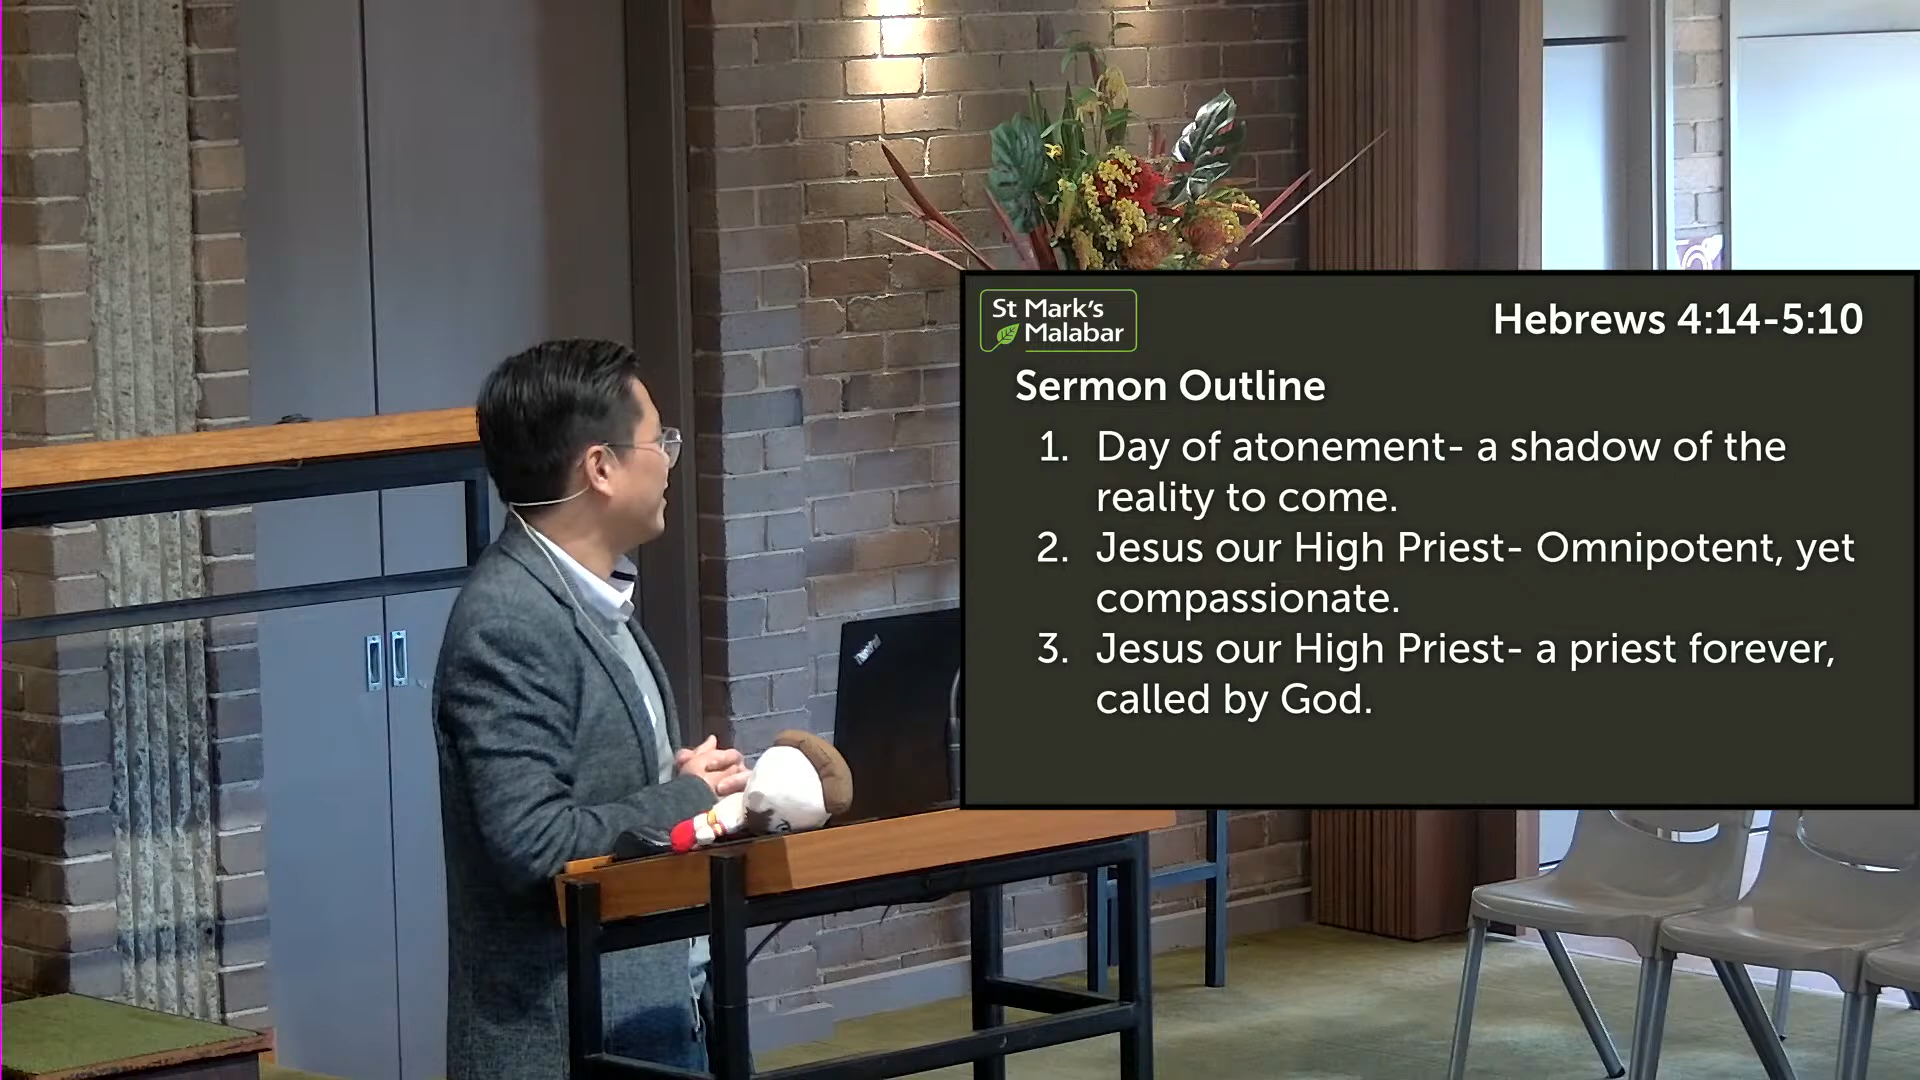 St Mark's
Malabar
Hebrews 4:14-5:10
Sermon Outline
1. Day of atonement- a shadow of the
reality to come.
2. Jesus our High Priest- Omnipotent, yet
compassionate.
3. Jesus our High Priest- a priest forever,
called by God.
ThinkPad